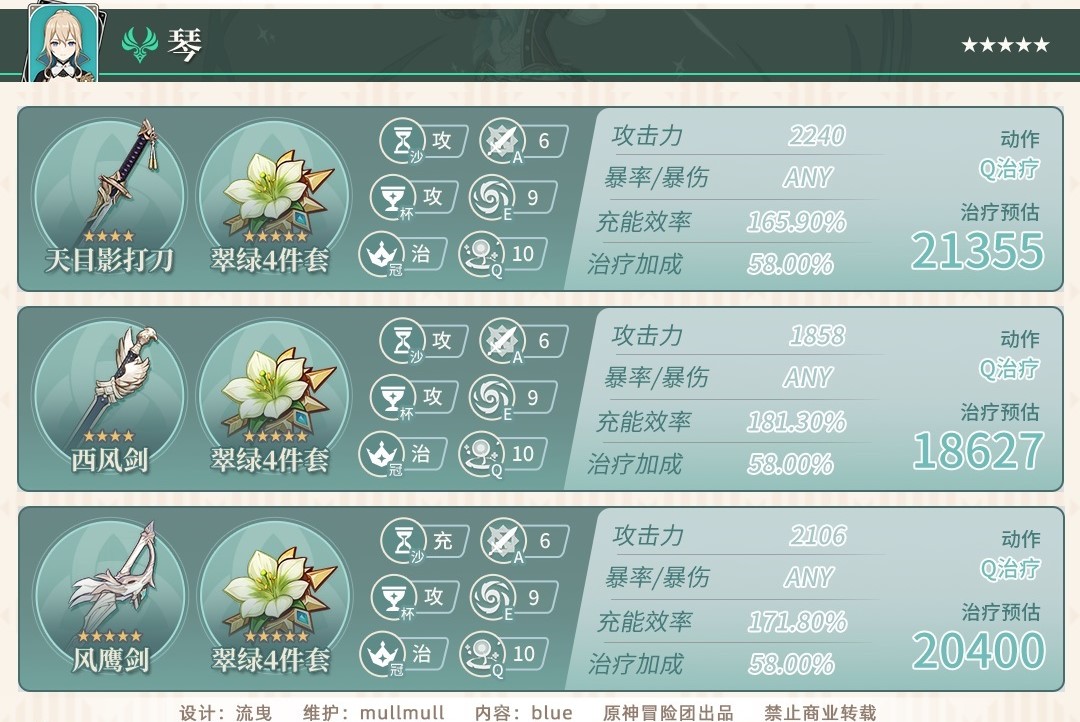 琴
★★★★★
天目影打刀
翠绿4件套
沙 攻 A 6
杯 攻 E 9
冠 治 Q 10
攻击力 2240
暴率/暴伤 ANY
充能效率 165.90%
治疗加成 58.00%
动作
Q治疗
治疗预估
21355
西风剑
翠绿4件套
沙 攻 A 6
杯 攻 E 9
冠 治 Q 10
攻击力 1858
暴率/暴伤 ANY
充能效率 181.30%
治疗加成 58.00%
动作
Q治疗
治疗预估
18627
风鹰剑
翠绿4件套
沙 充 A 6
杯 攻 E 9
冠 治 Q 10
攻击力 2106
暴率/暴伤 ANY
充能效率 171.80%
治疗加成 58.00%
动作
Q治疗
治疗预估
20400
设计：流曳 维护：mullmull 内容：blue 原神冒险团出品 禁止商业转载